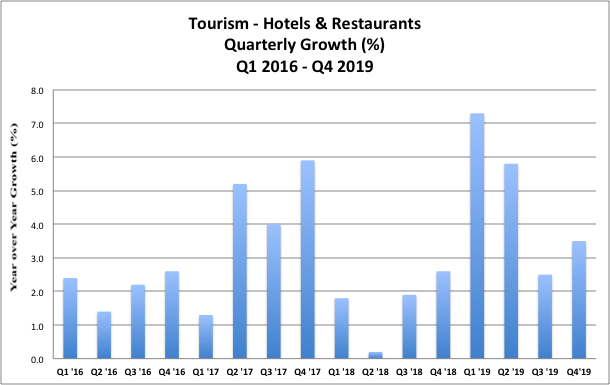 Tourism - Hotels & Restaurants
Quarterly Growth (%)
Q1 2016 - Q4 2019
Year over Year Growth (%)
8.0
7.0
6.0
5.0
4.0
3.0
2.0
1.0
0.0
Q1 '16 Q2 '16 Q3 '16 Q4 '16 Q1 '17 Q2 '17 Q3 '17 Q4 '17 Q1 '18 Q2 '18 Q3 '18 Q4 '18 Q1 '19 Q2 '19 Q3 '19 Q4'19